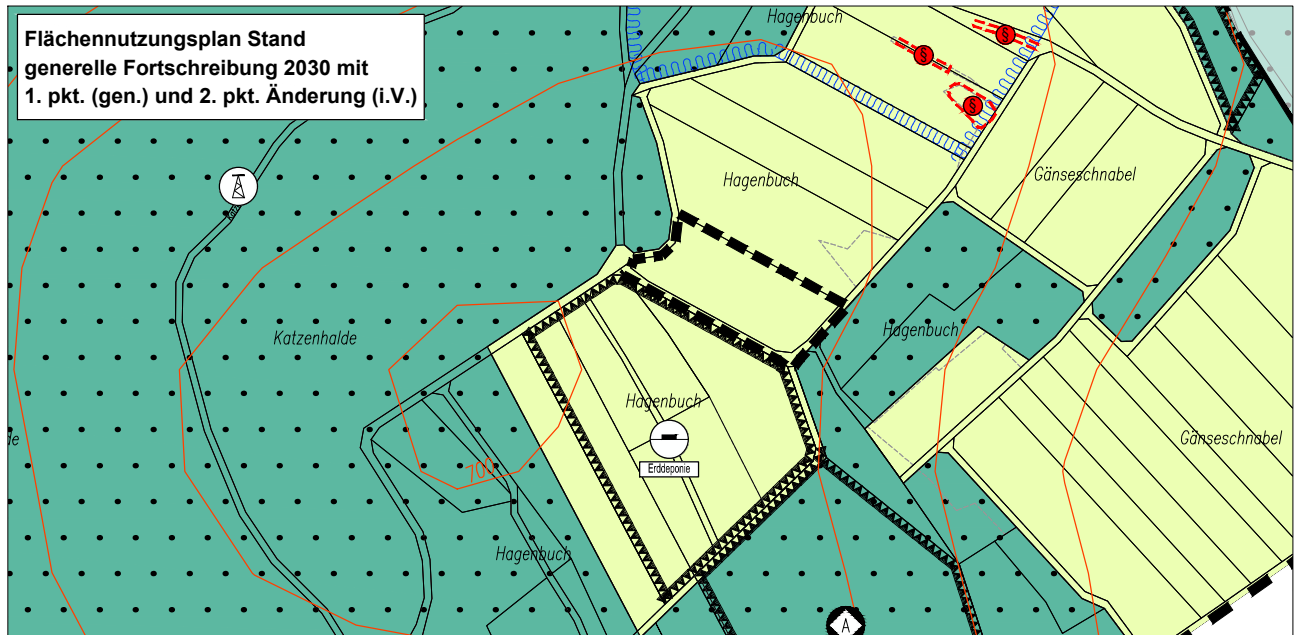 Flächennutzungsplan Stand
generelle Fortschreibung 2030 mit
1. pkt. (gen.) und 2. pkt. Änderung (i.V.)
Hagenbuch
§
§
§
Gänseschnabel
Hagenbuch
Katzenhalde
Hagenbuch
Hagenbuch
Gänseschnabel
de
Erddeponie
700
Hagenbuch
A